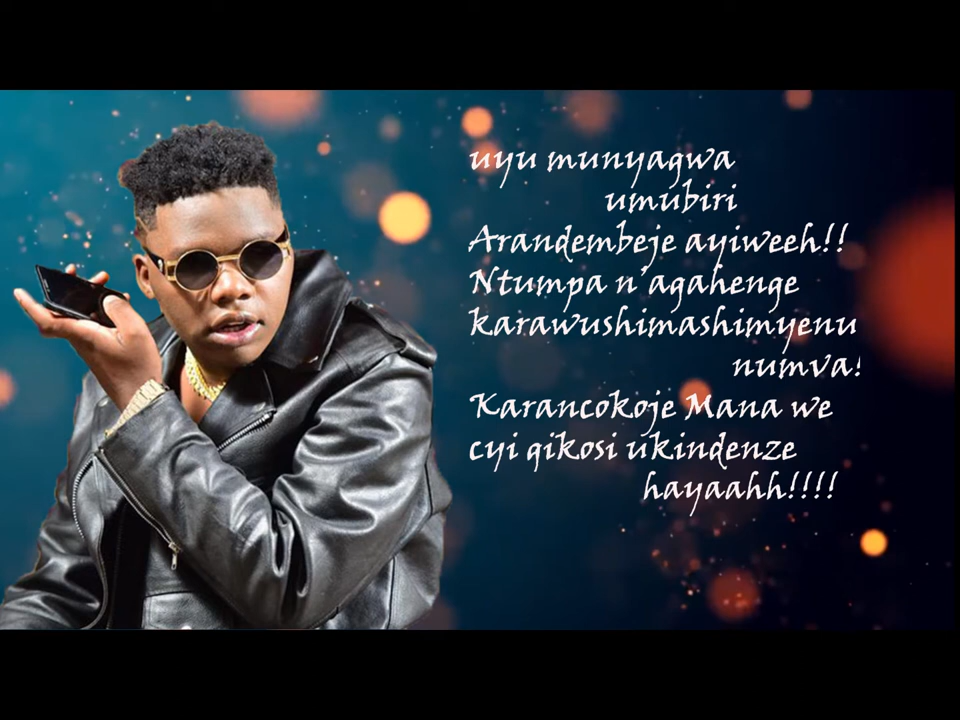 uyu munyagwa
umubiri
Arandembeje ayiweeh!!
Ntumpa n'agahenge
karawushimashimyenu
numva!
Karancokoje Mana we
cyi gikosi ukindenze
hayaahh!!!!